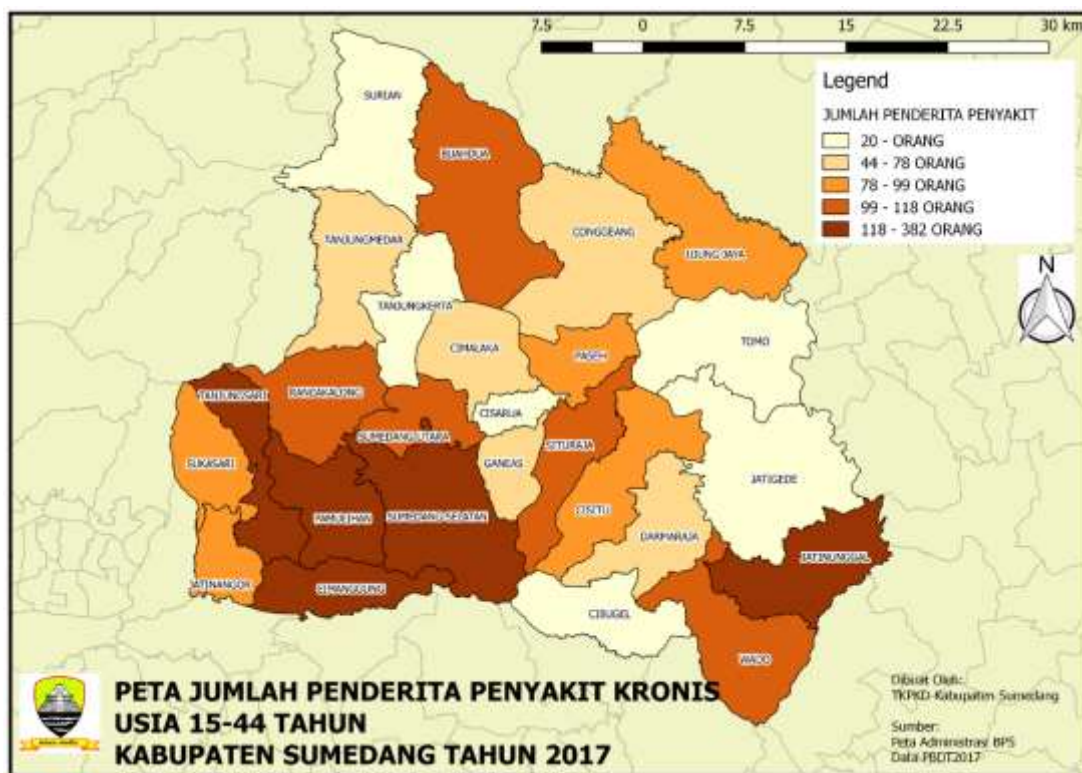 7.5 0 7.5 15 22.5 30 km
Legend
JUMLAH PENDERITA PENYAKIT
20 - ORANG
44 - 78 ORANG
78 - 99 ORANG
99 - 118 ORANG
118 - 382 ORANG
N
SURIAN
BUAHDUA
TANJUNGMEDAR
CONGGEANG
UJUNG JAYA
TANJUNGKERTA
CIMALAKA
PASEH
TOMO
TANJUNGSARI
RANCAKALONG
CISARUA
SUMEDANG UTARA
SITURAJA
SUKASARI
GANEAS
JATIGEDE
PAMULIHAN
SUMEDANG SELATAN
CISITU
DARMARAJA
JATINUNGGAL
JATINANGOR
CIMANGGUNG
CIBUGEL
WADO
PETA JUMLAH PENDERITA PENYAKIT KRONIS
USIA 15-44 TAHUN
KABUPATEN SUMEDANG TAHUN 2017
Dibuat Oleh:
TKPKD-Kabupaten Sumedang
Sumber:
Peta Administrasi BPS
Data PBDT2017